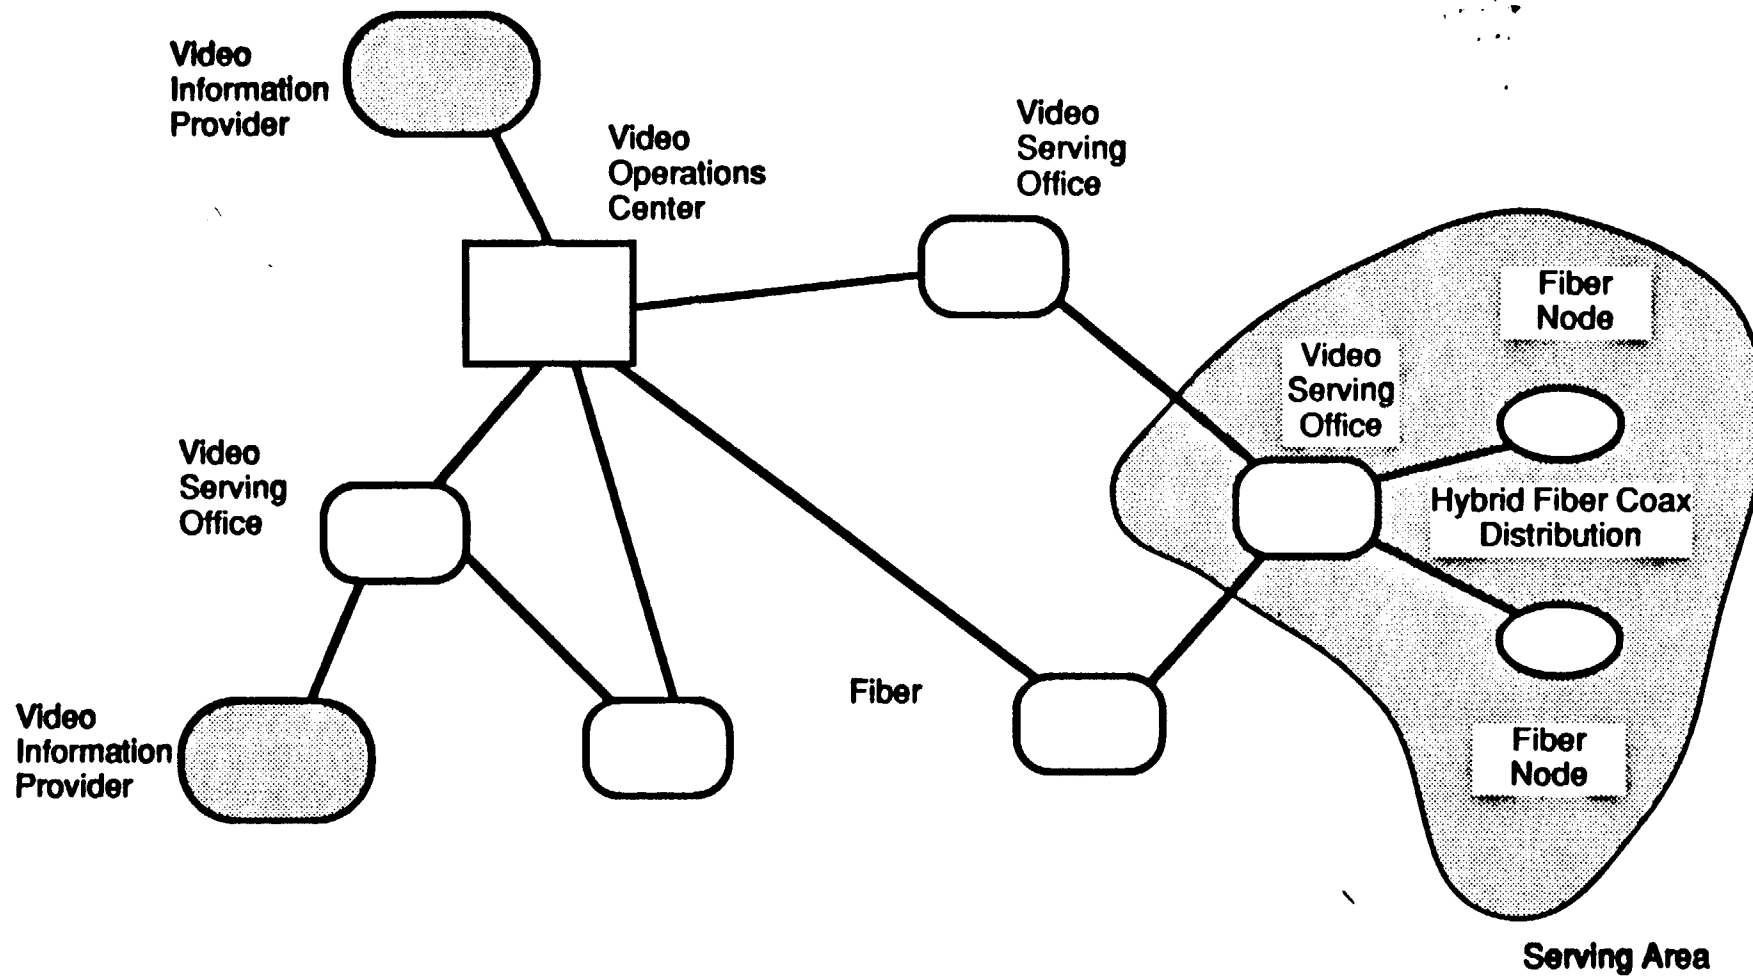 Video
Information
Provider
Video
Operations
Center
Video
Serving
Office
Fiber
Node
Video
Serving
Office
Video
Serving
Office
Hybrid Fiber Coax
Distribution
Fiber
Video
Information
Provider
Fiber
Node
Serving Area